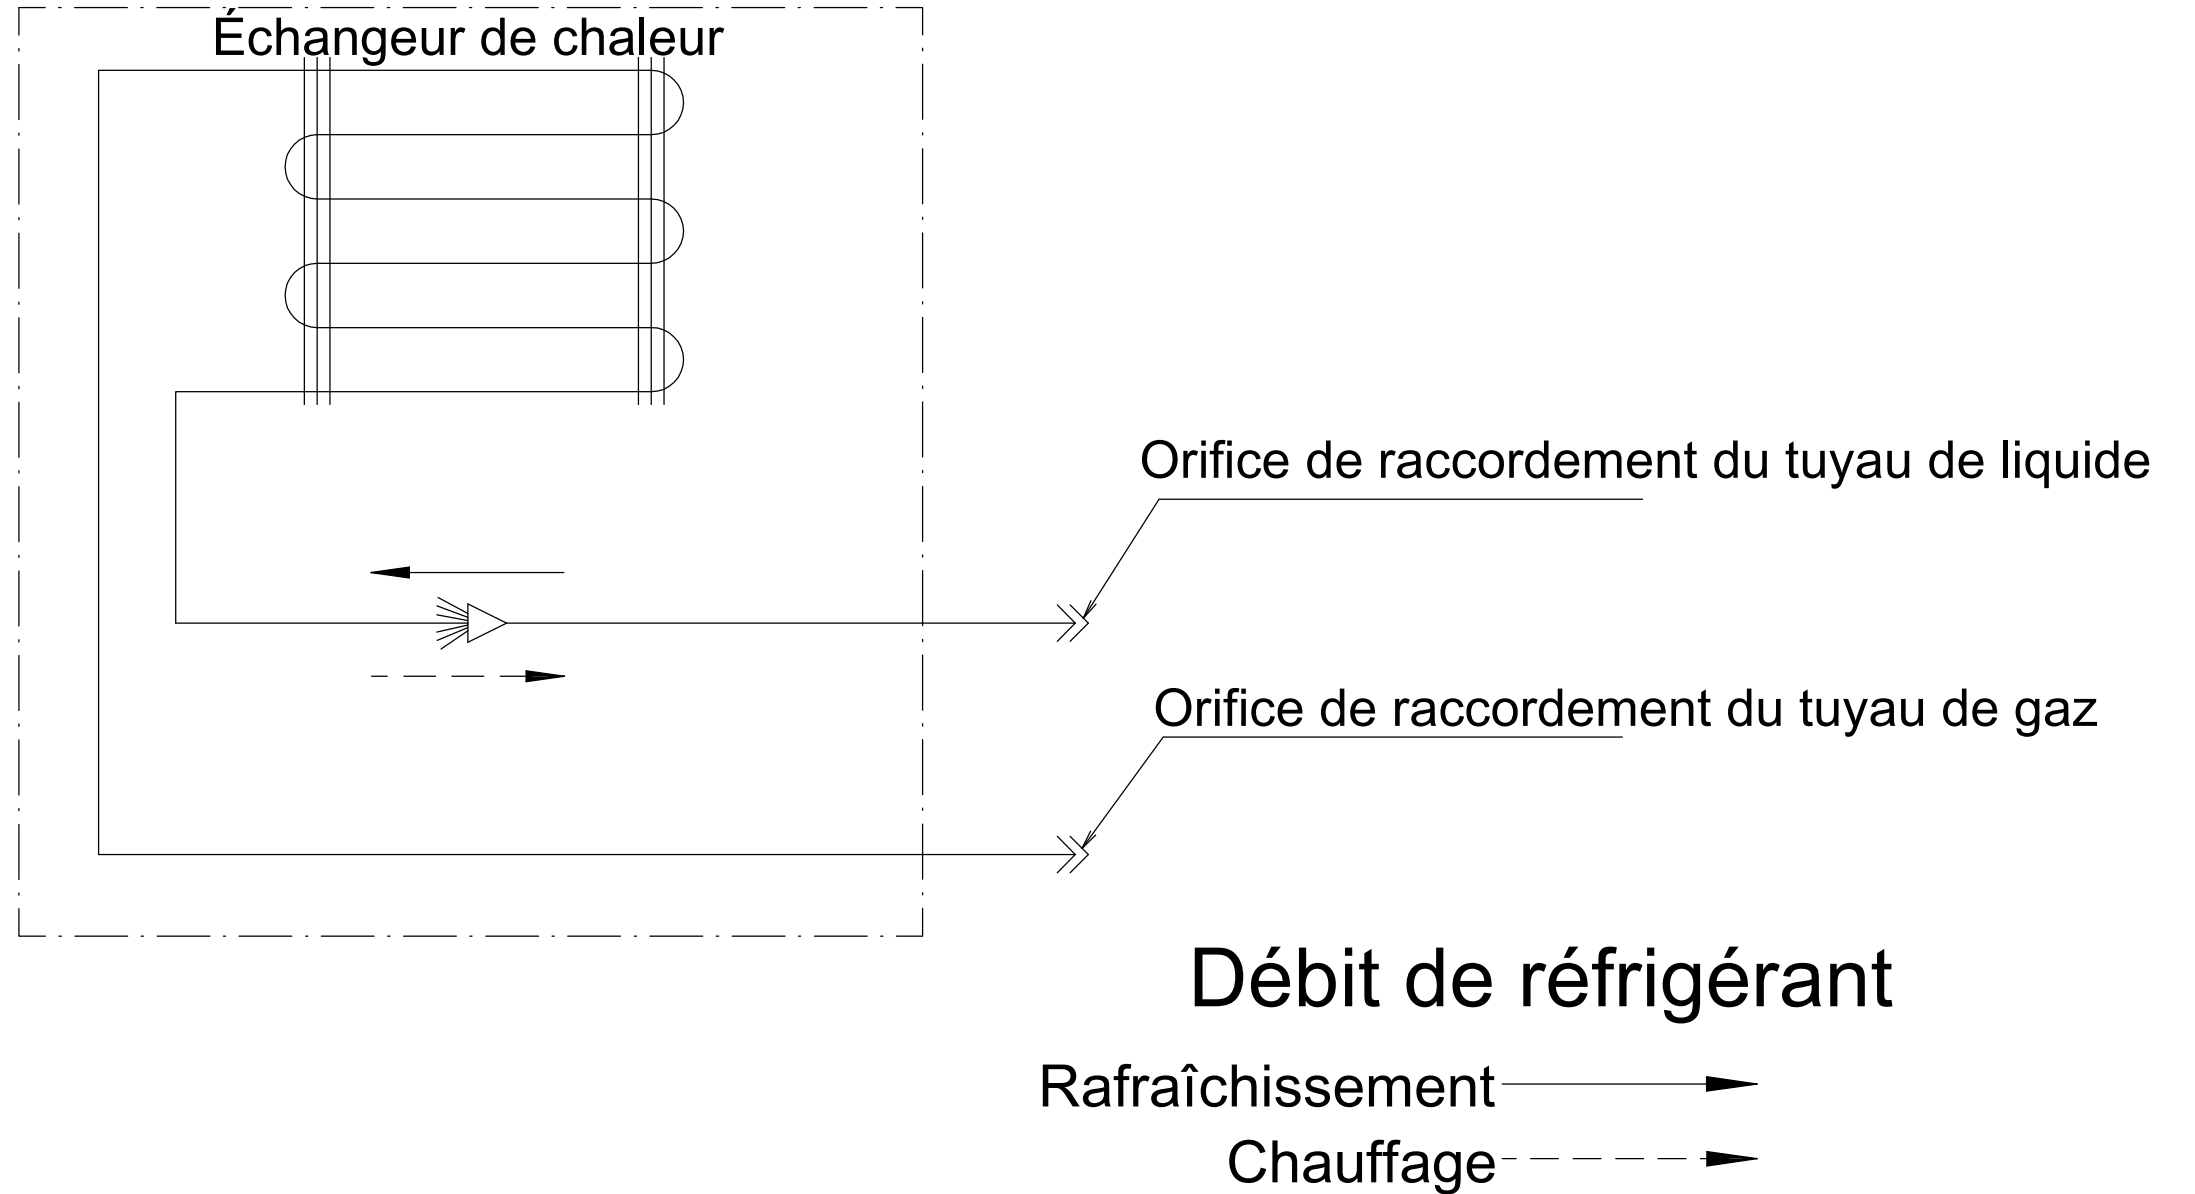 Échangeur de chaleur
Orifice de raccordement du tuyau de liquide
Orifice de raccordement du tuyau de gaz
Débit de réfrigérant
Rafraîchissement
Chauffage